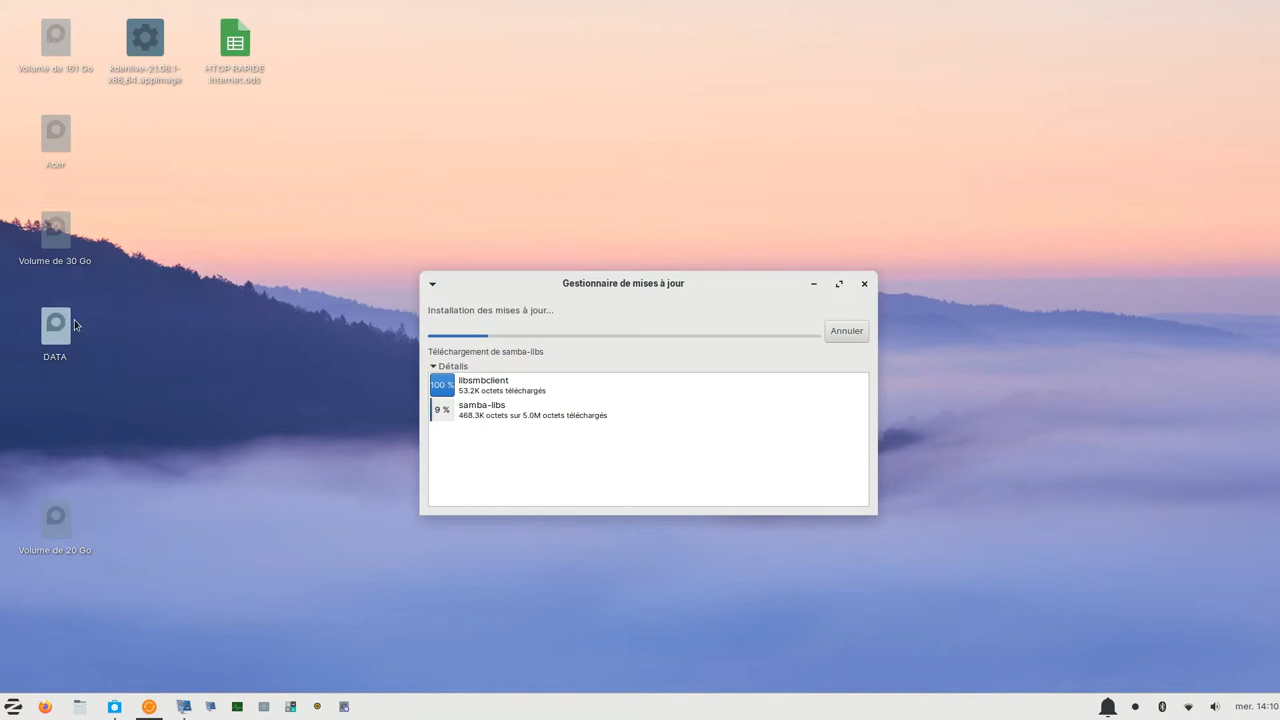 Volume de 161 Go
kdenlive-21.08.1-
x86_64.appimage
HTOP RAPIDE
internet.ods
Acer
Volume de 30 Go
DATA
Volume de 20 Go
Gestionnaire de mises à jour
Installation des mises à jour…
Annuler
Téléchargement de samba-libs
Détails
100 %
libsmbclient
53.2K octets téléchargés
9 %
samba-libs
468.3K octets sur 5.0M octets téléchargés
mer. 14:10